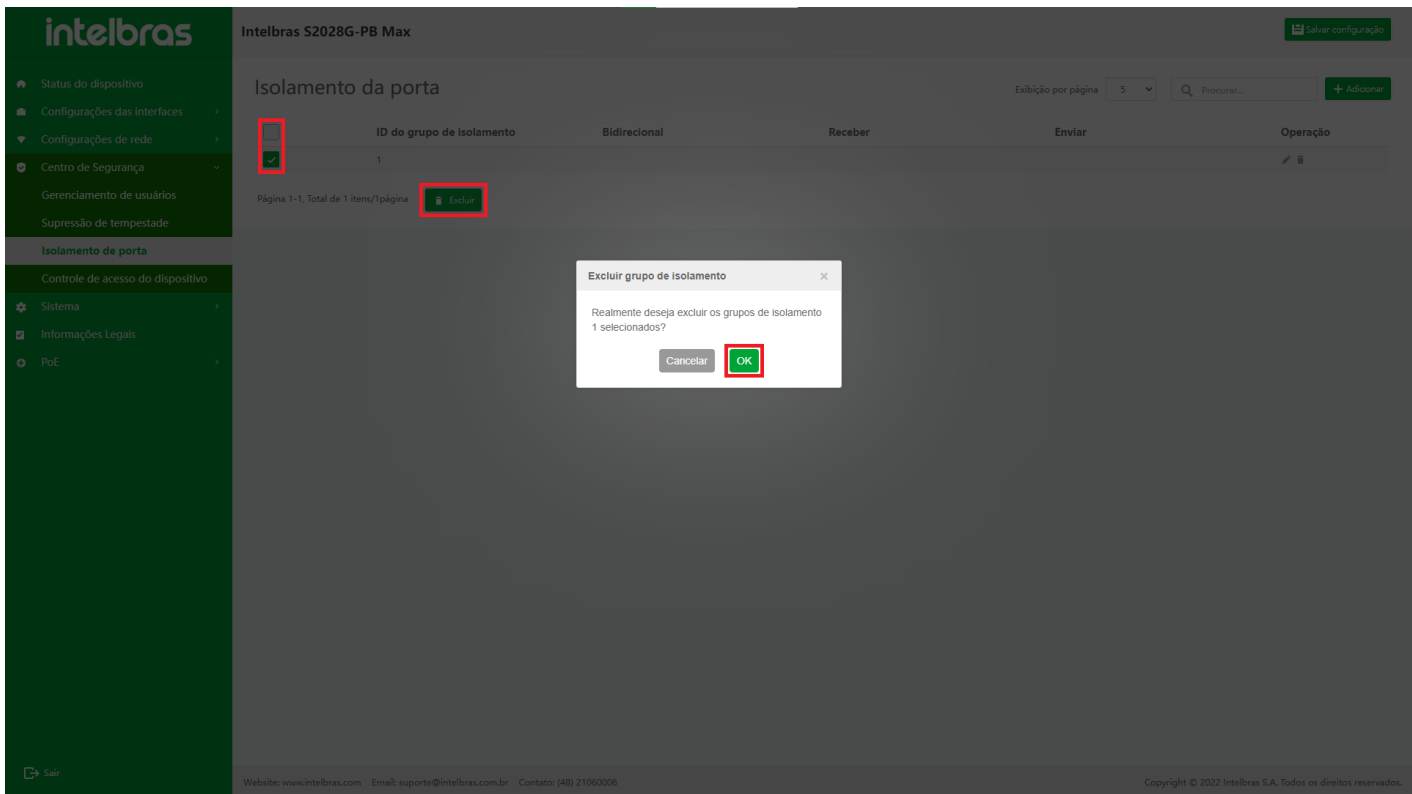 intelbras
Intelbras S2028G-PB Max
Salvar configuração
Status do dispositivo
Configurações das interfaces
Configurações de rede
Centro de Segurança
Gerenciamento de usuários
Supressão de tempestade
Isolamento de porta
Controle de acesso do dispositivo
Sistema
Informações Legais
PoE
Sair
Isolamento da porta
Exibição por página 5
Procurar...
+ Adicionar
ID do grupo de isolamento Bidirecional Receber Enviar Operação
1
Página 1-1, Total de 1 itens/1página
Excluir
Excluir grupo de isolamento ×
Realmente deseja excluir os grupos de isolamento
1 selecionados?
Cancelar OK
Website: www.intelbras.com Email: suporte@intelbras.com.br Contato: (48) 21060006
Copyright © 2022 Intelbras S.A. Todos os direitos reservados.